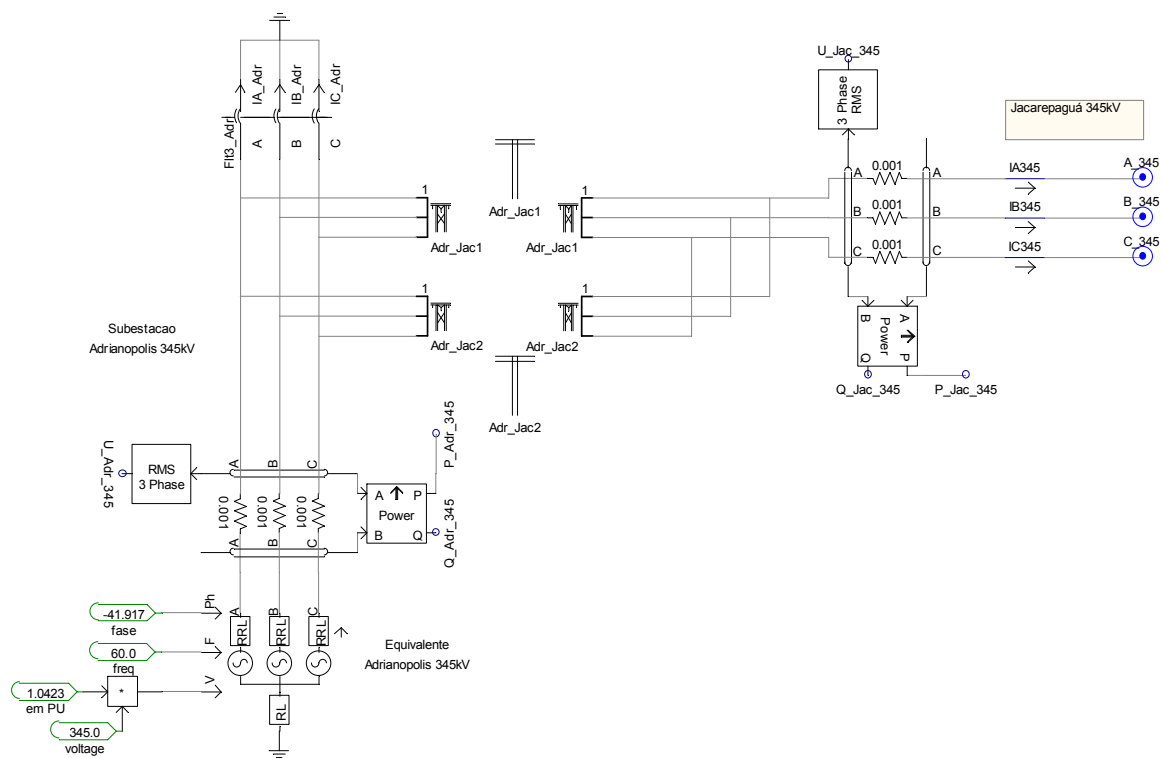 IA_Adr
IB_Adr
IC_Adr
Flt3_Adr
A
B
C
U_Jac_345
3 Phase
RMS
Jacarepaguá 345kV
A
0.001
A
IA345
A_345
B
0.001
B
IB345
B_345
C
0.001
C
IC345
C_345
1
Adr_Jac1
Adr_Jac1
1
Adr_Jac1
1
Adr_Jac2
1
Adr_Jac2
Adr_Jac2
B
A
Power
Q
P
Q_Jac_345
P_Jac_345
Subestacao
Adrianopolis 345kV
U_Adr_345
RMS
3 Phase
A
B
C
0.001
0.001
0.001
A
B
C
P_Adr_345
A
P
Power
B
Q
Q_Adr_345
-41.917
fase
Ph
60.0
freq
F
1.0423
em PU
*
V
345.0
voltage
A
B
C
RRL
RRL
RRL
RL
Equivalente
Adrianopolis 345kV